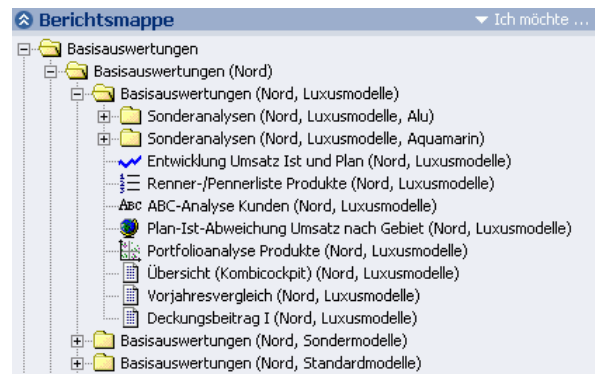 Berichtsmappe Ich möchte ...
Basisauswertungen
Basisauswertungen (Nord)
Basisauswertungen (Nord, Luxusmodelle)
Sonderanalysen (Nord, Luxusmodelle, Alu)
Sonderanalysen (Nord, Luxusmodelle, Aquamarin)
Entwicklung Umsatz Ist und Plan (Nord, Luxusmodelle)
Renner-/Pennerliste Produkte (Nord, Luxusmodelle)
ABC ABC-Analyse Kunden (Nord, Luxusmodelle)
Plan-Ist-Abweichung Umsatz nach Gebiet (Nord, Luxusmodelle)
Portfolioanalyse Produkte (Nord, Luxusmodelle)
Übersicht (Kombicockpit) (Nord, Luxusmodelle)
Vorjahresvergleich (Nord, Luxusmodelle)
Deckungsbeitrag I (Nord, Luxusmodelle)
Basisauswertungen (Nord, Sondermodelle)
Basisauswertungen (Nord, Standardmodelle)